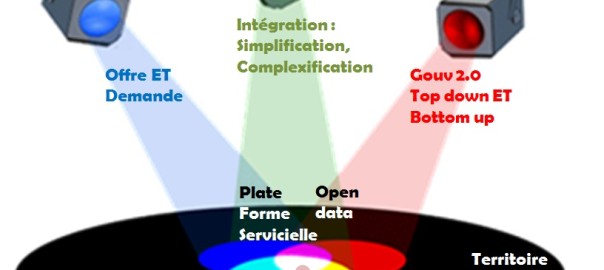 Intégration :
Simplification,
Complexification
Offre ET
Demande
Gouv 2.0
Top down ET
Bottom up
Plate
Forme
Servicielle
Open
data
Territoire